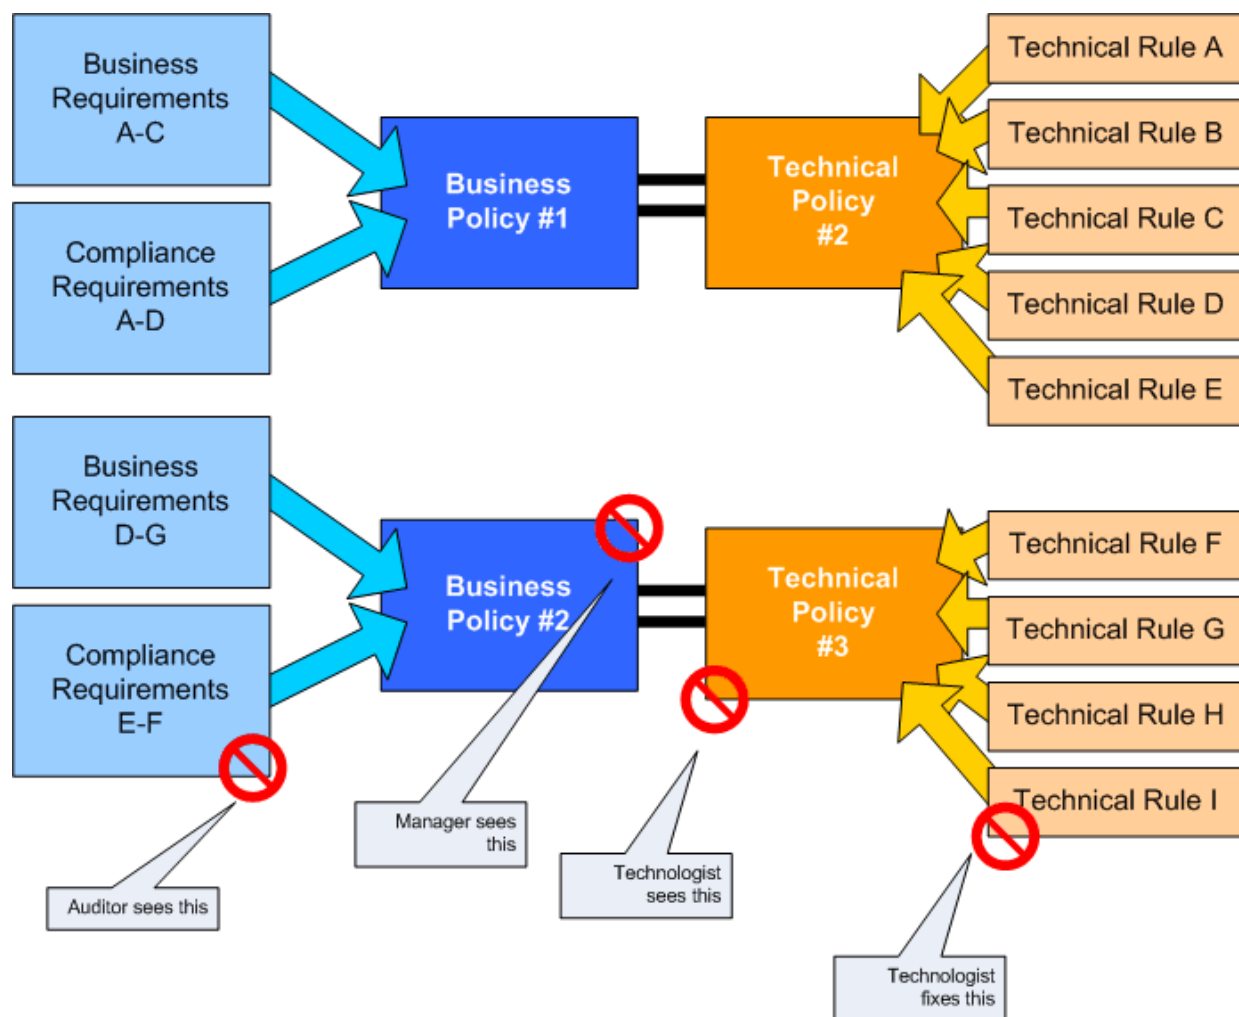 Business
Requirements
A-C
Compliance
Requirements
A-D
Business
Policy #1
Technical
Policy
#2
Technical Rule A
Technical Rule B
Technical Rule C
Technical Rule D
Technical Rule E
Business
Requirements
D-G
Compliance
Requirements
E-F
Business
Policy #2
Technical
Policy
#3
Technical Rule F
Technical Rule G
Technical Rule H
Technical Rule I
Auditor sees this
Manager sees
this
Technologist
sees this
Technologist
fixes this